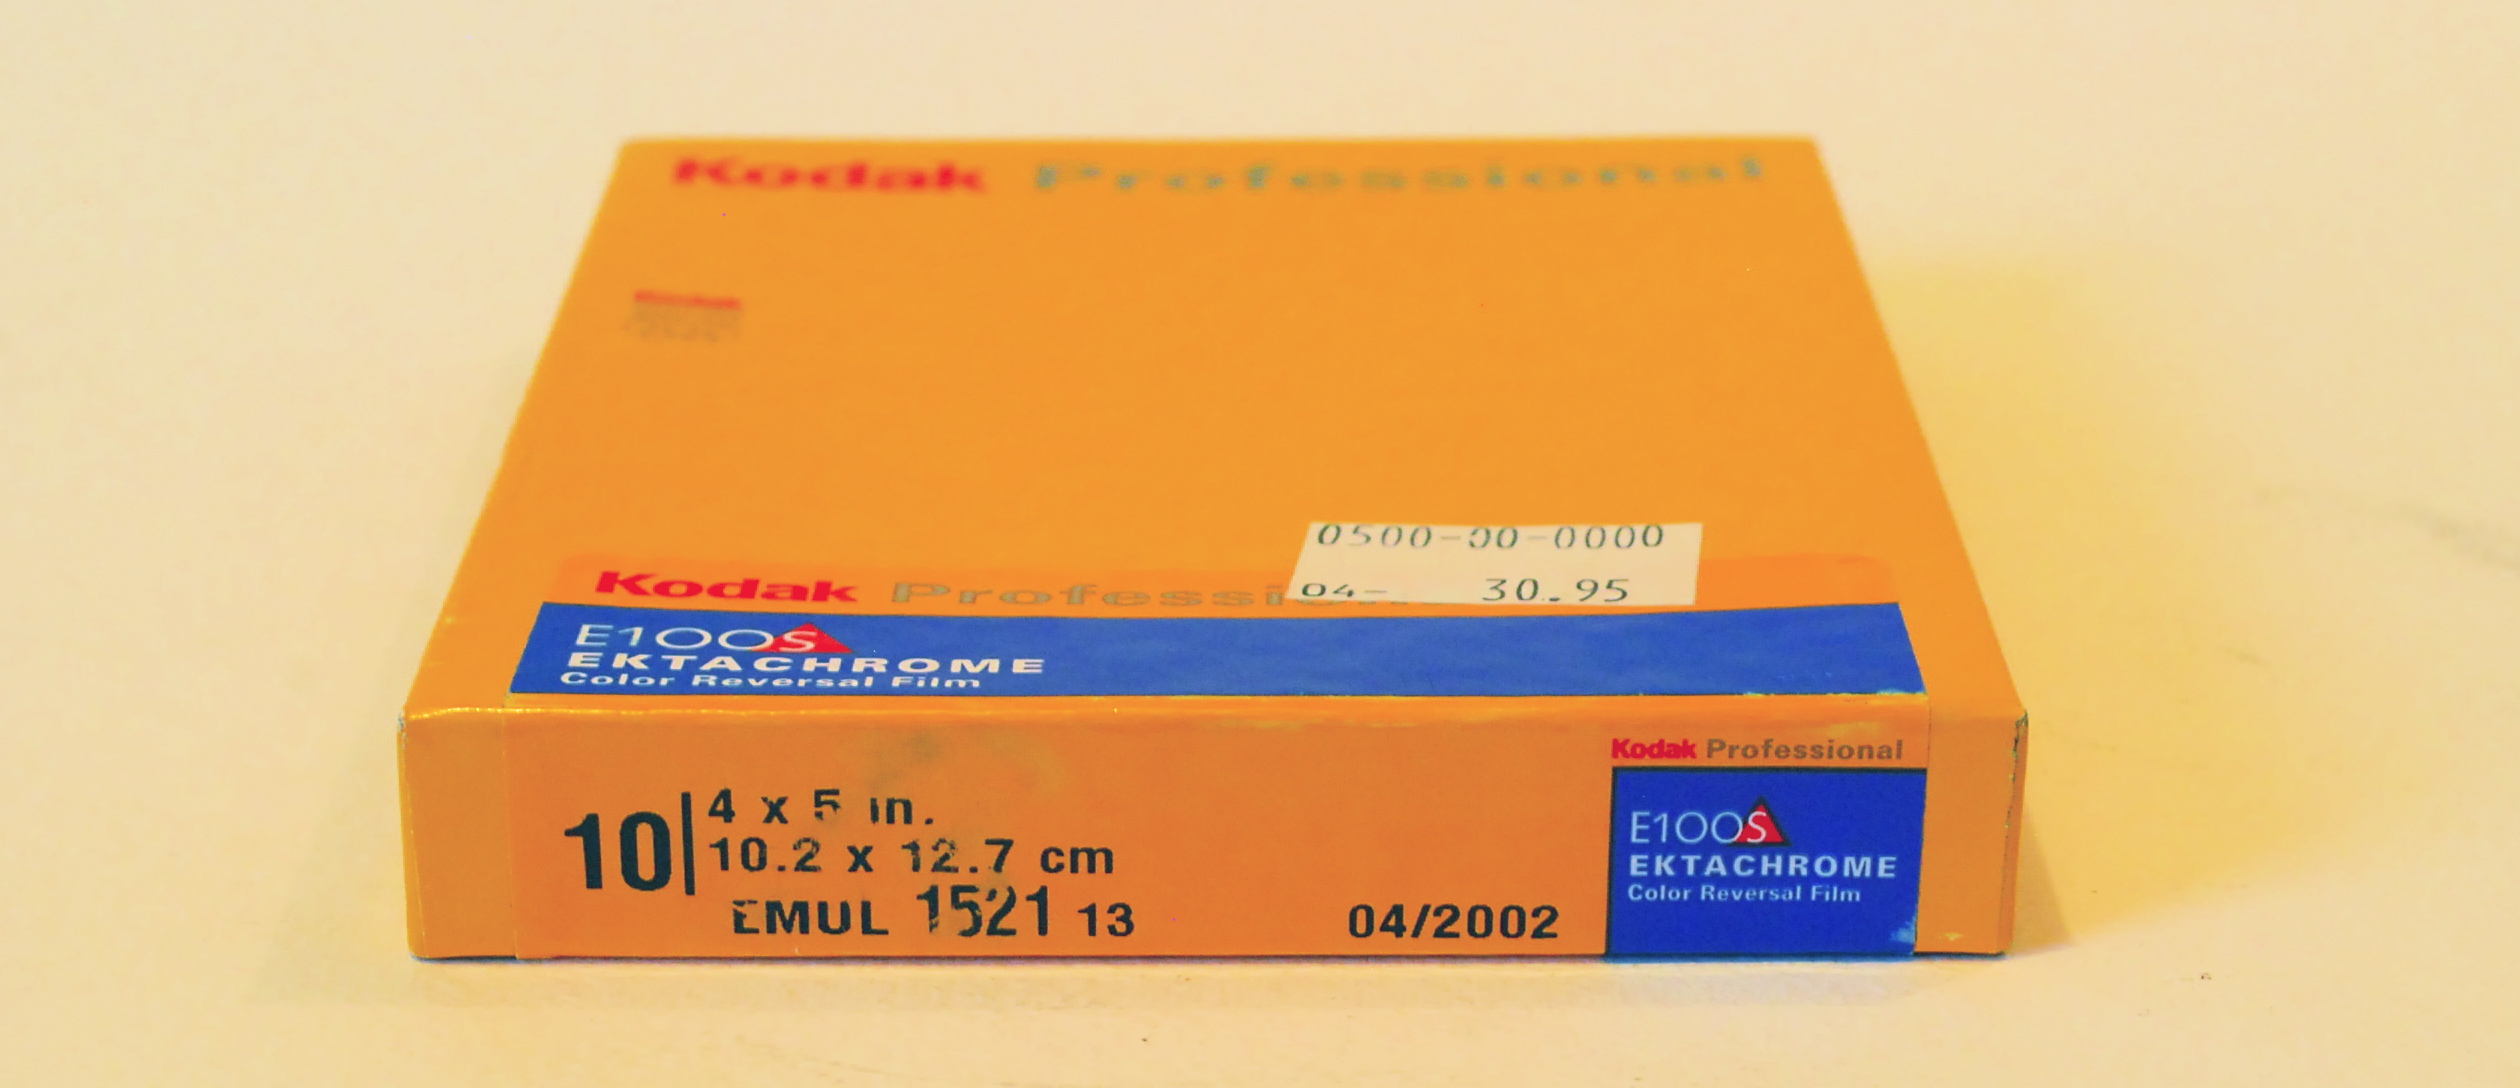 Kodak Professional
0500-00-0000
04- 30.95
Kodak
E100S
EKTACHROME
Color Reversal Film
Kodak Professional
E100S
EKTACHROME
Color Reversal Film
10
4 x 5 in.
10.2 x 12.7 cm
EMUL 1521 13
04/2002